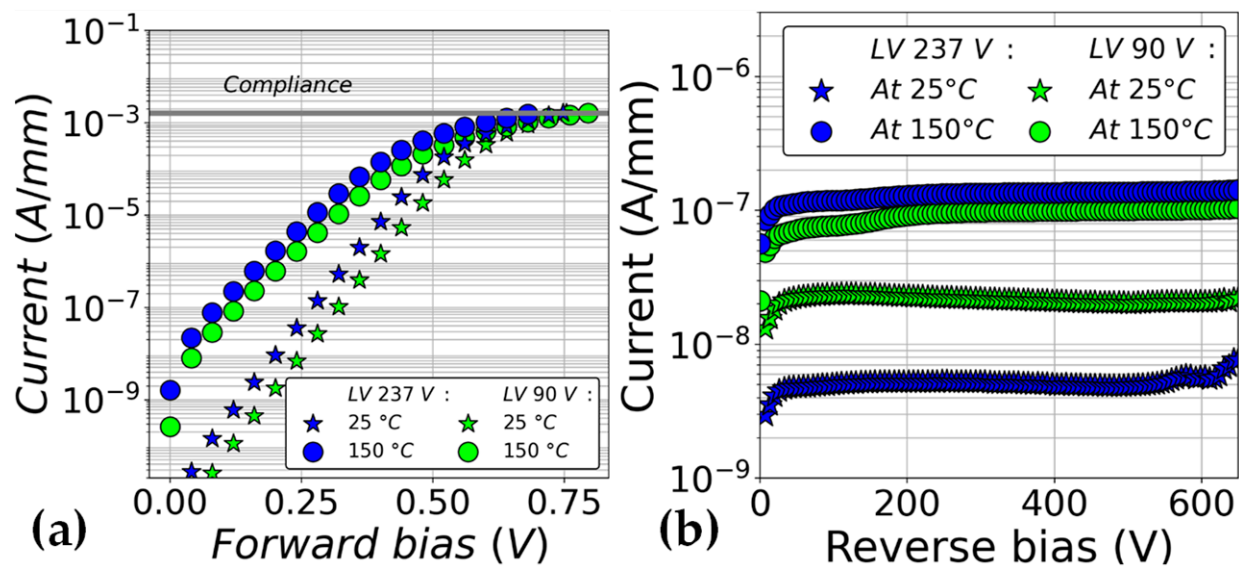 10⁻¹
10⁻³
10⁻⁵
10⁻⁷
10⁻⁹
Current (A/mm)
Compliance
LV 237 V : LV 90 V :
25 °C 25 °C
150 °C 150 °C
0.00 0.25 0.50 0.75
Forward bias (V)
(a)
10⁻⁶
10⁻⁷
10⁻⁸
10⁻⁹
Current (A/mm)
LV 237 V : LV 90 V :
At 25°C At 25°C
At 150°C At 150°C
0 200 400 600
Reverse bias (V)
(b)